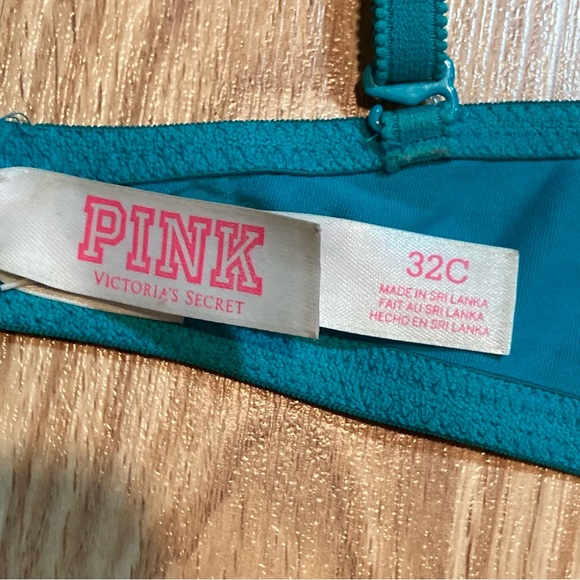 PINK
VICTORIA'S SECRET
32C
MADE IN SRI LANKA
FAIT AU SRI LANKA
HECHO EN SRI LANKA